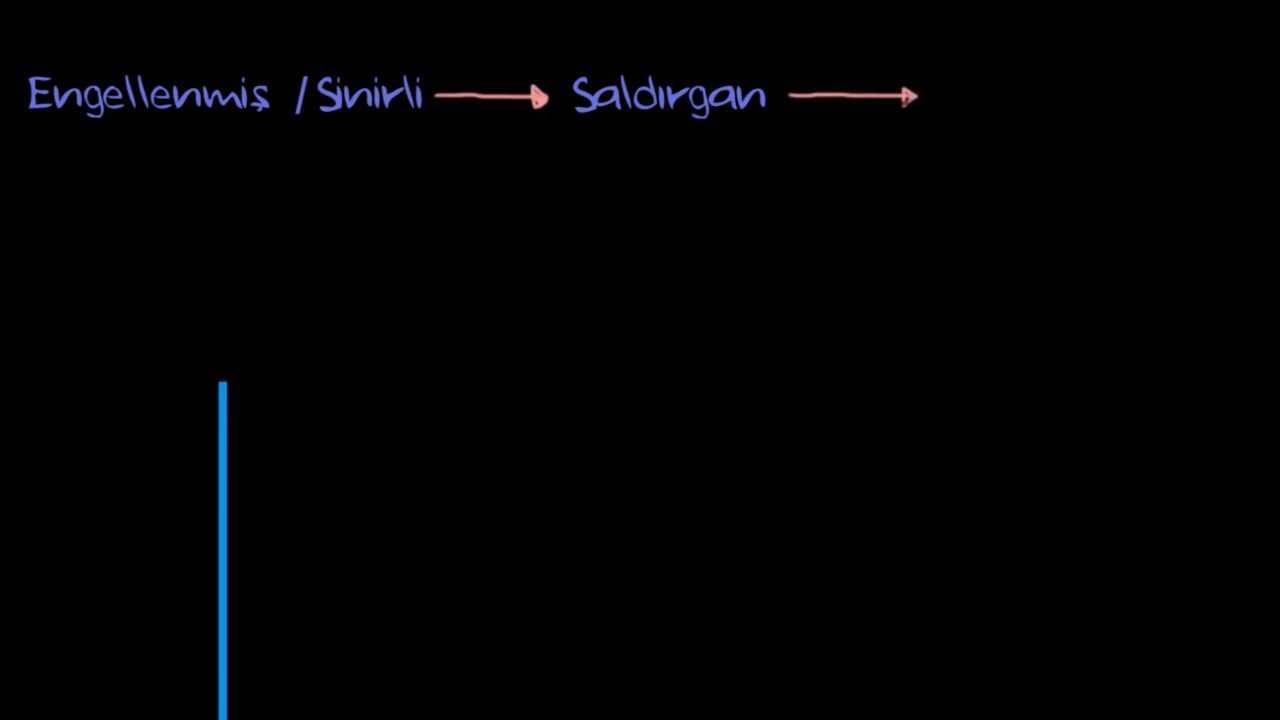 Engellenmiş / Sinirli → Saldırgan →